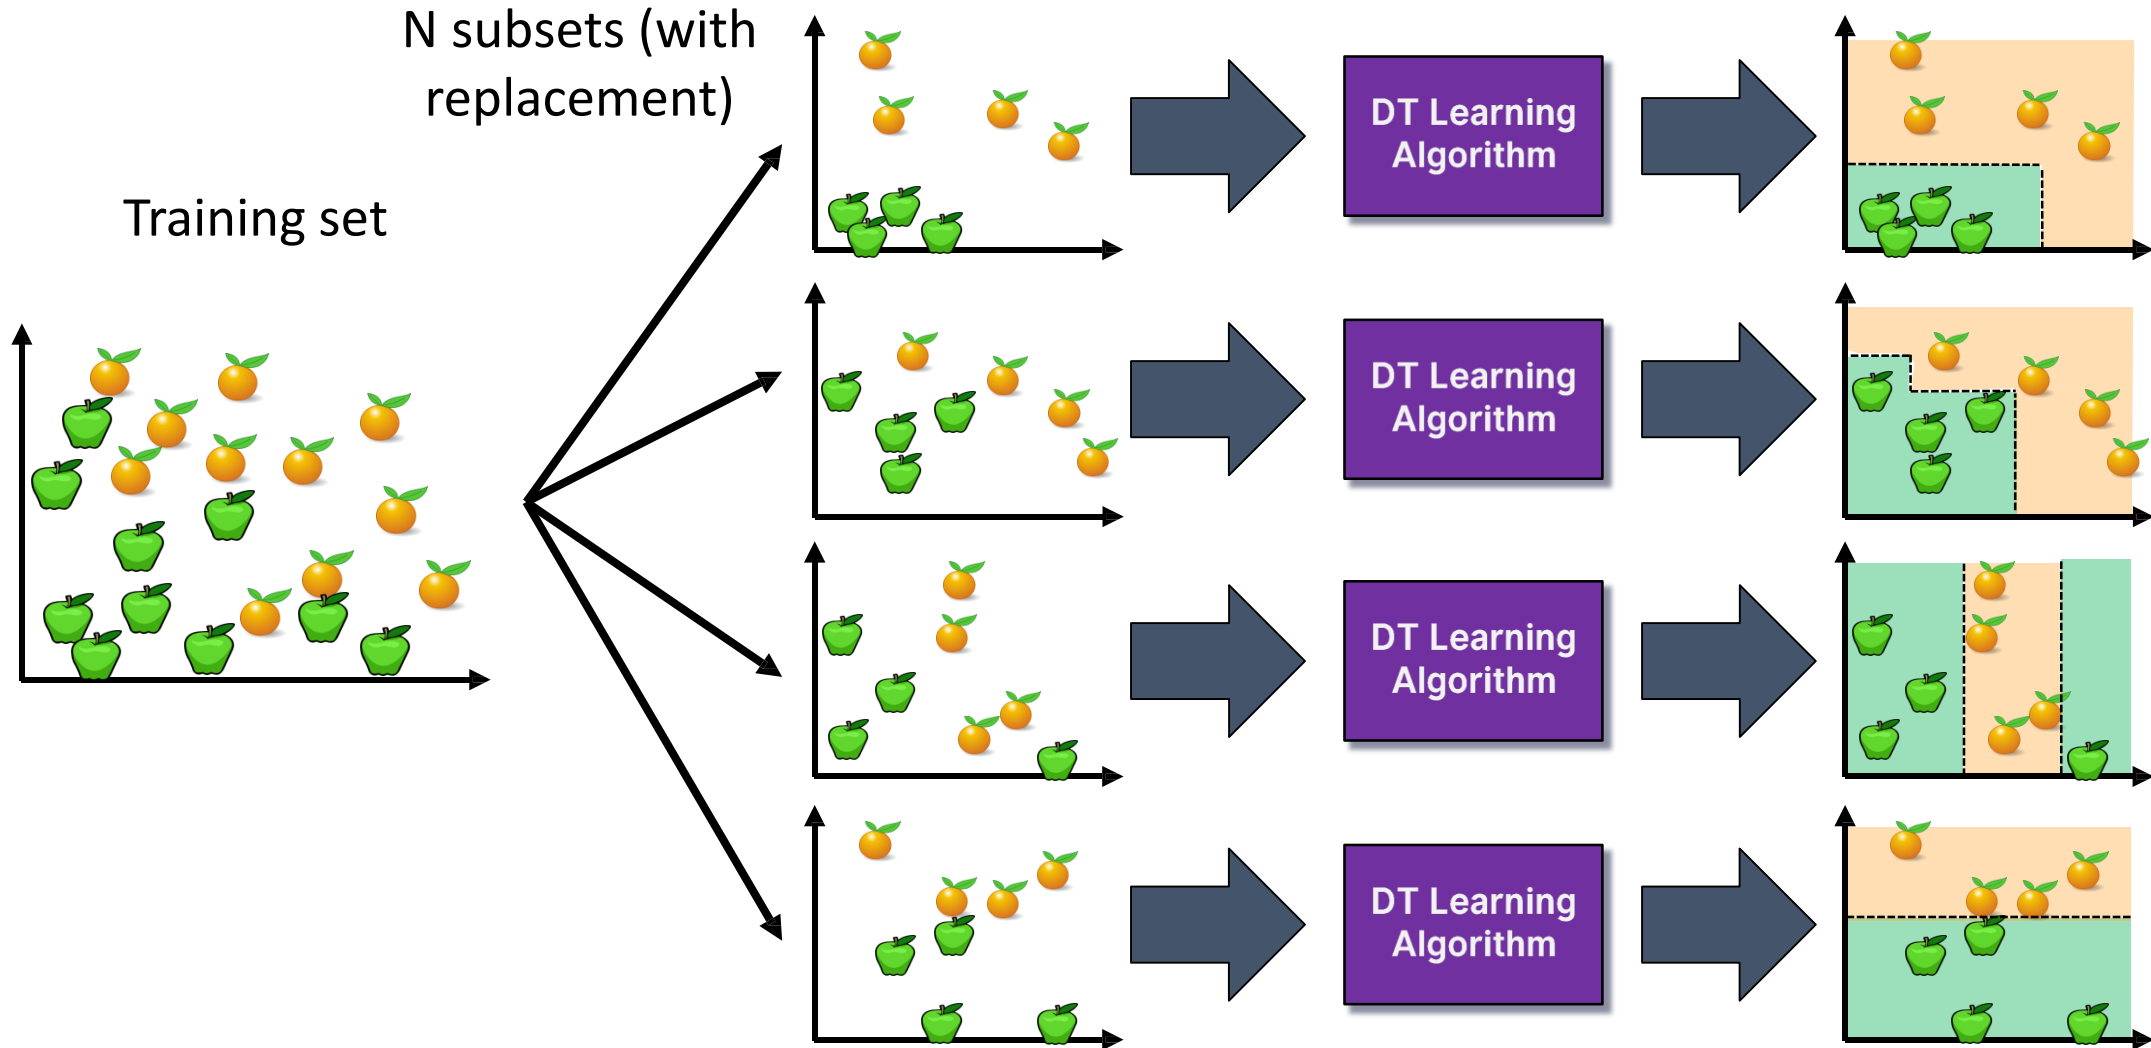 N subsets (with
replacement)
Training set
DT Learning
Algorithm
DT Learning
Algorithm
DT Learning
Algorithm
DT Learning
Algorithm